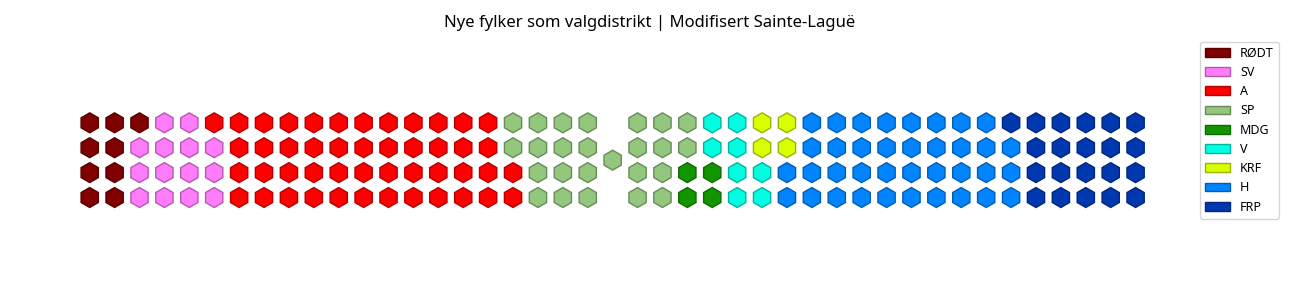 Nye fylker som valgdistrikt | Modifisert Sainte-Laguë
RØDT
SV
A
SP
MDG
V
KRF
H
FRP